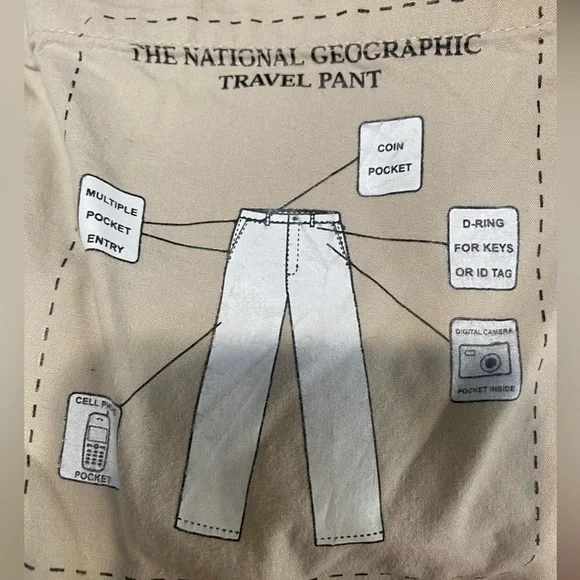 THE NATIONAL GEOGRAPHIC
TRAVEL PANT
COIN
POCKET
MULTIPLE
POCKET
ENTRY
D-RING
FOR KEYS
OR ID TAG
DIGITAL CAMERA
POCKET INSIDE
CELL
POCKET